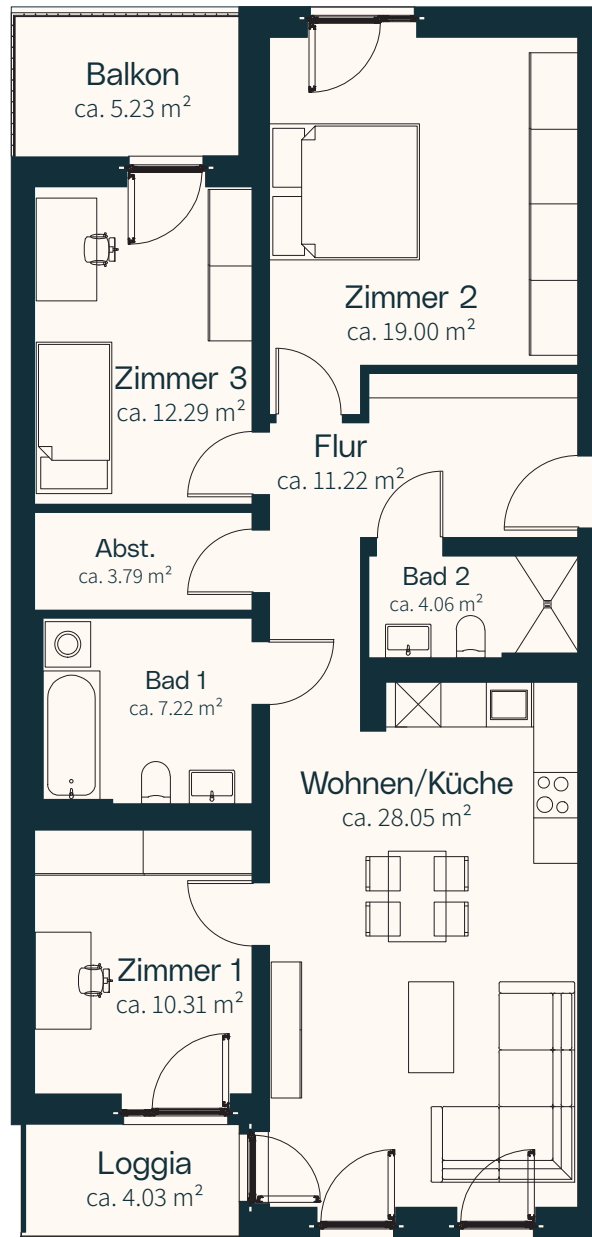 Balkon
ca. 5.23 m²
Zimmer 2
ca. 19.00 m²
Zimmer 3
ca. 12.29 m²
Flur
ca. 11.22 m²
Abst.
ca. 3.79 m²
Bad 2
ca. 4.06 m²
Bad 1
ca. 7.22 m²
Wohnen/Küche
ca. 28.05 m²
Zimmer 1
ca. 10.31 m²
Loggia
ca. 4.03 m²